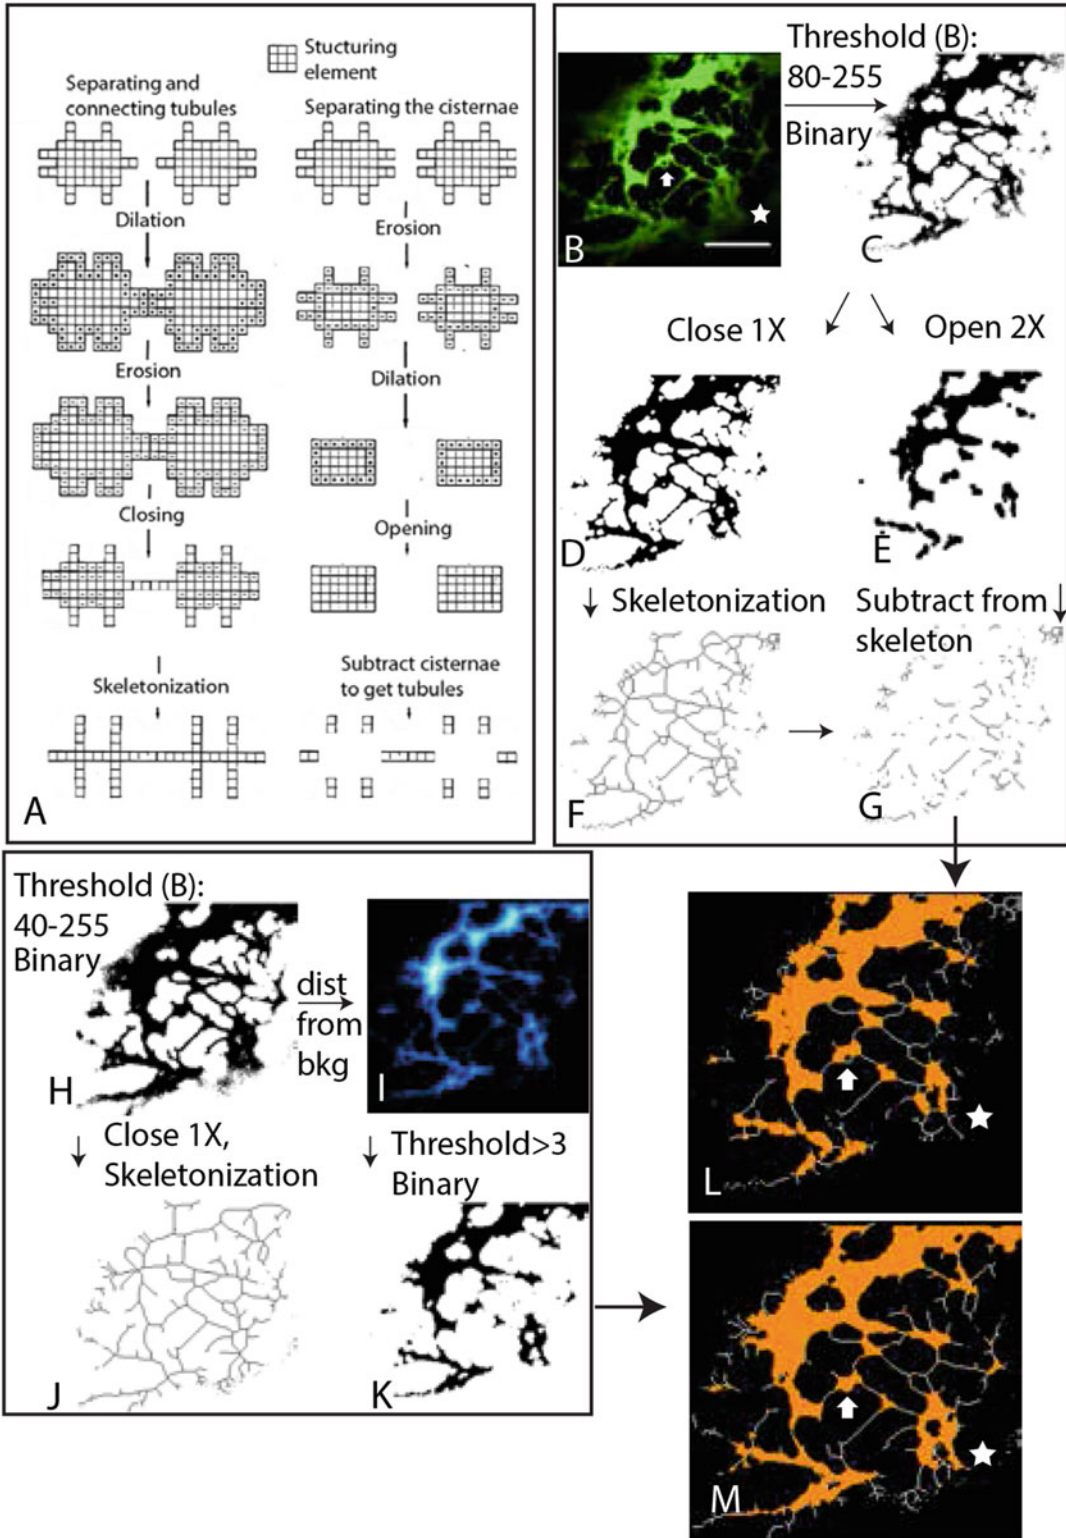 Stucturing
element
Separating and
connecting tubules
Separating the cisternae
Dilation
Erosion
Erosion
Dilation
Closing
Opening
Skeletonization
Subtract cisternae
to get tubules
A
Threshold (B):
80-255
Binary
B
C
Close 1X
Open 2X
D
E
Skeletonization
Subtract from
skeleton
F
G
Threshold (B):
40-255
Binary
dist
from
bkg
H
I
Close 1X,
Skeletonization
Threshold>3
Binary
J
K
L
M